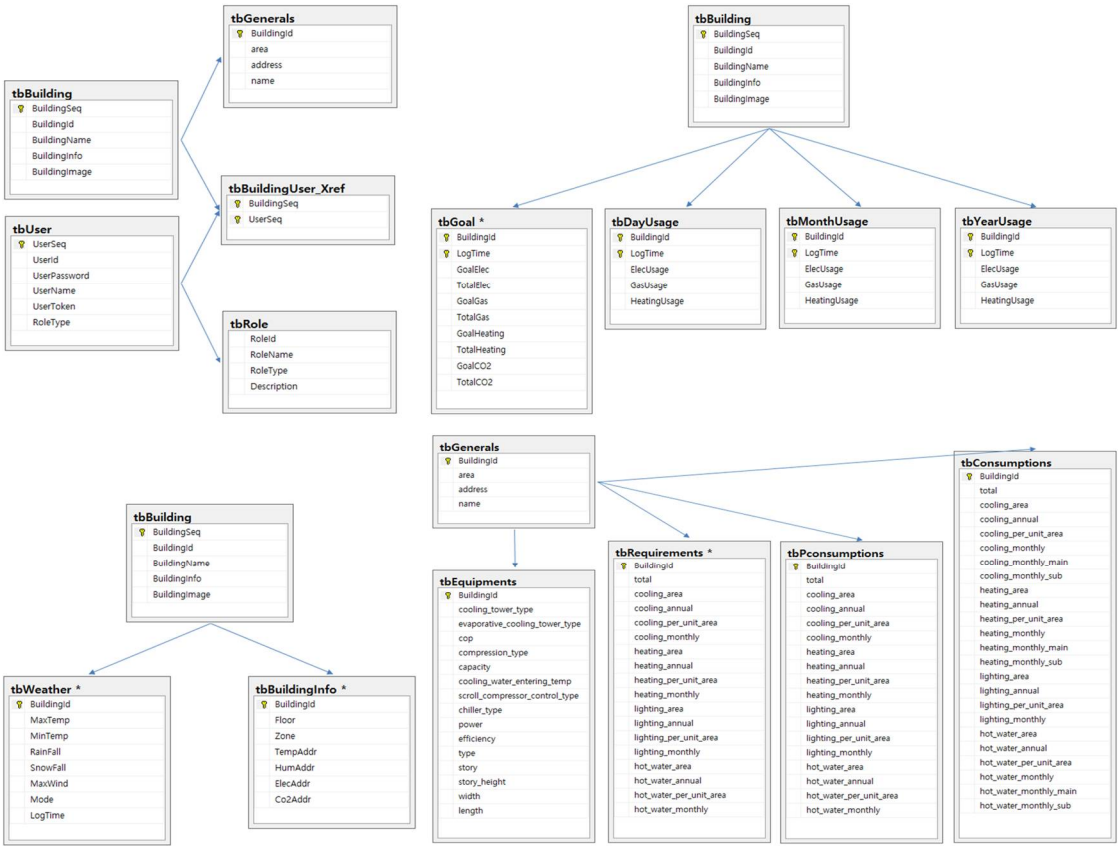 tbGenerals
BuildingId
area
address
name
tbBuilding
BuildingSeq
BuildingId
BuildingName
BuildingInfo
BuildingImage
tbBuildingUser_Xref
BuildingSeq
UserSeq
tbUser
UserSeq
UserId
UserPassword
UserName
UserToken
RoleType
tbRole
RoleId
RoleName
RoleType
Description
tbBuilding
BuildingSeq
BuildingId
BuildingName
BuildingInfo
BuildingImage
tbGoal *
BuildingId
LogTime
GoalElec
TotalElec
GoalGas
TotalGas
GoalHeating
TotalHeating
GoalCO2
TotalCO2
tbDayUsage
BuildingId
LogTime
ElecUsage
GasUsage
HeatingUsage
tbMonthUsage
BuildingId
LogTime
ElecUsage
GasUsage
HeatingUsage
tbYearUsage
BuildingId
LogTime
ElecUsage
GasUsage
HeatingUsage
tbBuilding
BuildingSeq
BuildingId
BuildingName
BuildingInfo
BuildingImage
tbWeather *
BuildingId
MaxTemp
MinTemp
RainFall
SnowFall
MaxWind
Mode
LogTime
tbBuildingInfo *
BuildingId
Floor
Zone
TempAddr
HumAddr
ElecAddr
Co2Addr
tbGenerals
BuildingId
area
address
name
tbEquipments
BuildingId
cooling_tower_type
evaporative_cooling_tower_type
cop
compression_type
capacity
cooling_water_entering_temp
scroll_compressor_control_type
chiller_type
power
efficiency
type
story
story_height
width
length
tbRequirements *
BuildingId
total
cooling_area
cooling_annual
cooling_per_unit_area
cooling_monthly
heating_area
heating_annual
heating_per_unit_area
heating_monthly
lighting_area
lighting_annual
lighting_per_unit_area
lighting_monthly
hot_water_area
hot_water_annual
hot_water_per_unit_area
hot_water_monthly
tbPconsumptions
BuildingId
total
cooling_area
cooling_annual
cooling_per_unit_area
cooling_monthly
heating_area
heating_annual
heating_per_unit_area
heating_monthly
lighting_area
lighting_annual
lighting_per_unit_area
lighting_monthly
hot_water_area
hot_water_annual
hot_water_per_unit_area
hot_water_monthly
tbConsumptions
BuildingId
total
cooling_area
cooling_annual
cooling_per_unit_area
cooling_monthly
cooling_monthly_main
cooling_monthly_sub
heating_area
heating_annual
heating_per_unit_area
heating_monthly
heating_monthly_main
heating_monthly_sub
lighting_area
lighting_annual
lighting_per_unit_area
lighting_monthly
hot_water_area
hot_water_annual
hot_water_per_unit_area
hot_water_monthly
hot_water_monthly_main
hot_water_monthly_sub